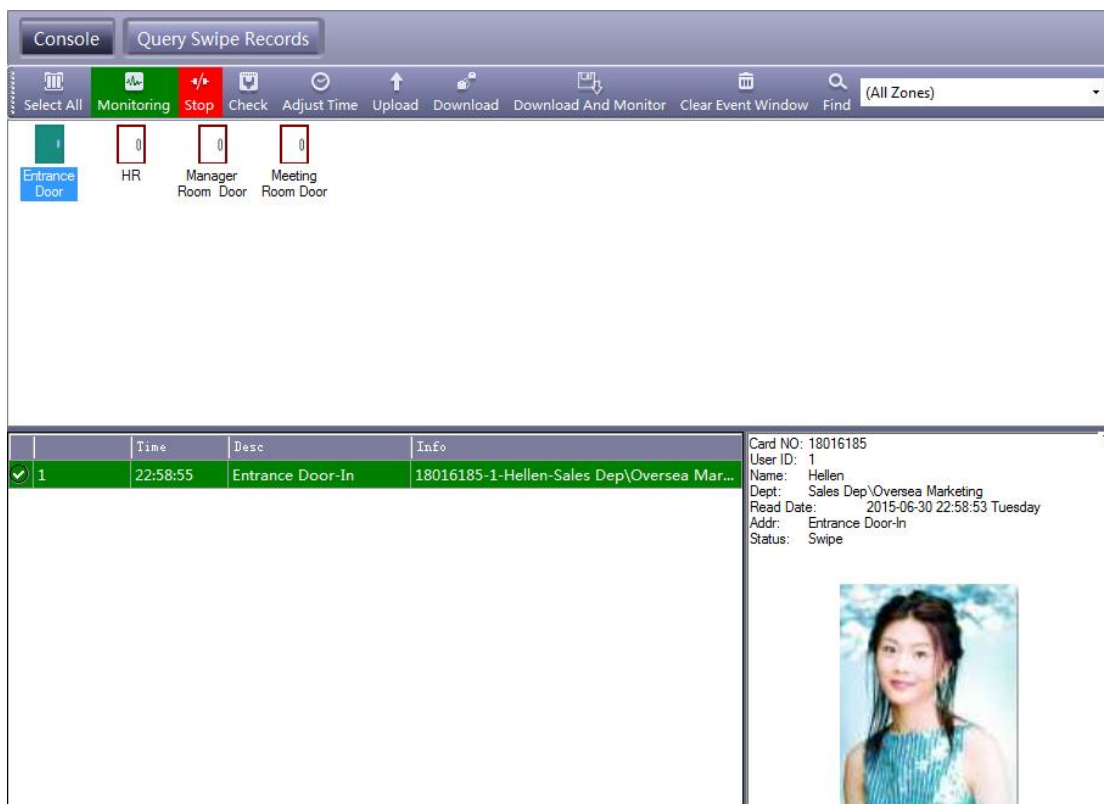 Console Query Swipe Records
Select All Monitoring Stop Check Adjust Time Upload Download Download And Monitor Clear Event Window Find (All Zones)
Entrance Door
HR
Manager Room Door
Meeting Room Door
Time Desc Info
1 22:58:55 Entrance Door-In 18016185-1-Hellen-Sales Dep\Oversea Mar...
Card NO: 18016185
User ID: 1
Name: Hellen
Dept: Sales Dep\Oversea Marketing
Read Date: 2015-06-30 22:58:53 Tuesday
Addr: Entrance Door-In
Status: Swipe